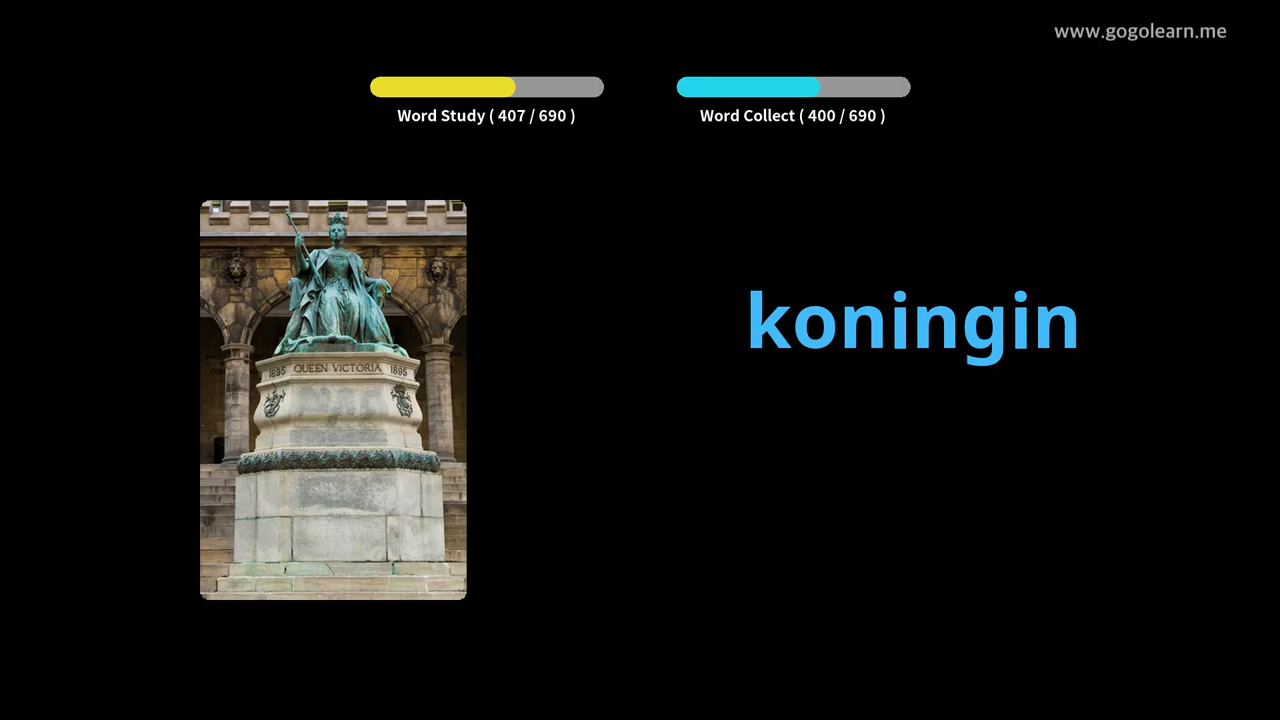 www.gogolearn.me
Word Study ( 407 / 690 )
Word Collect ( 400 / 690 )
koningin
1895 QUEEN VICTORIA 1895